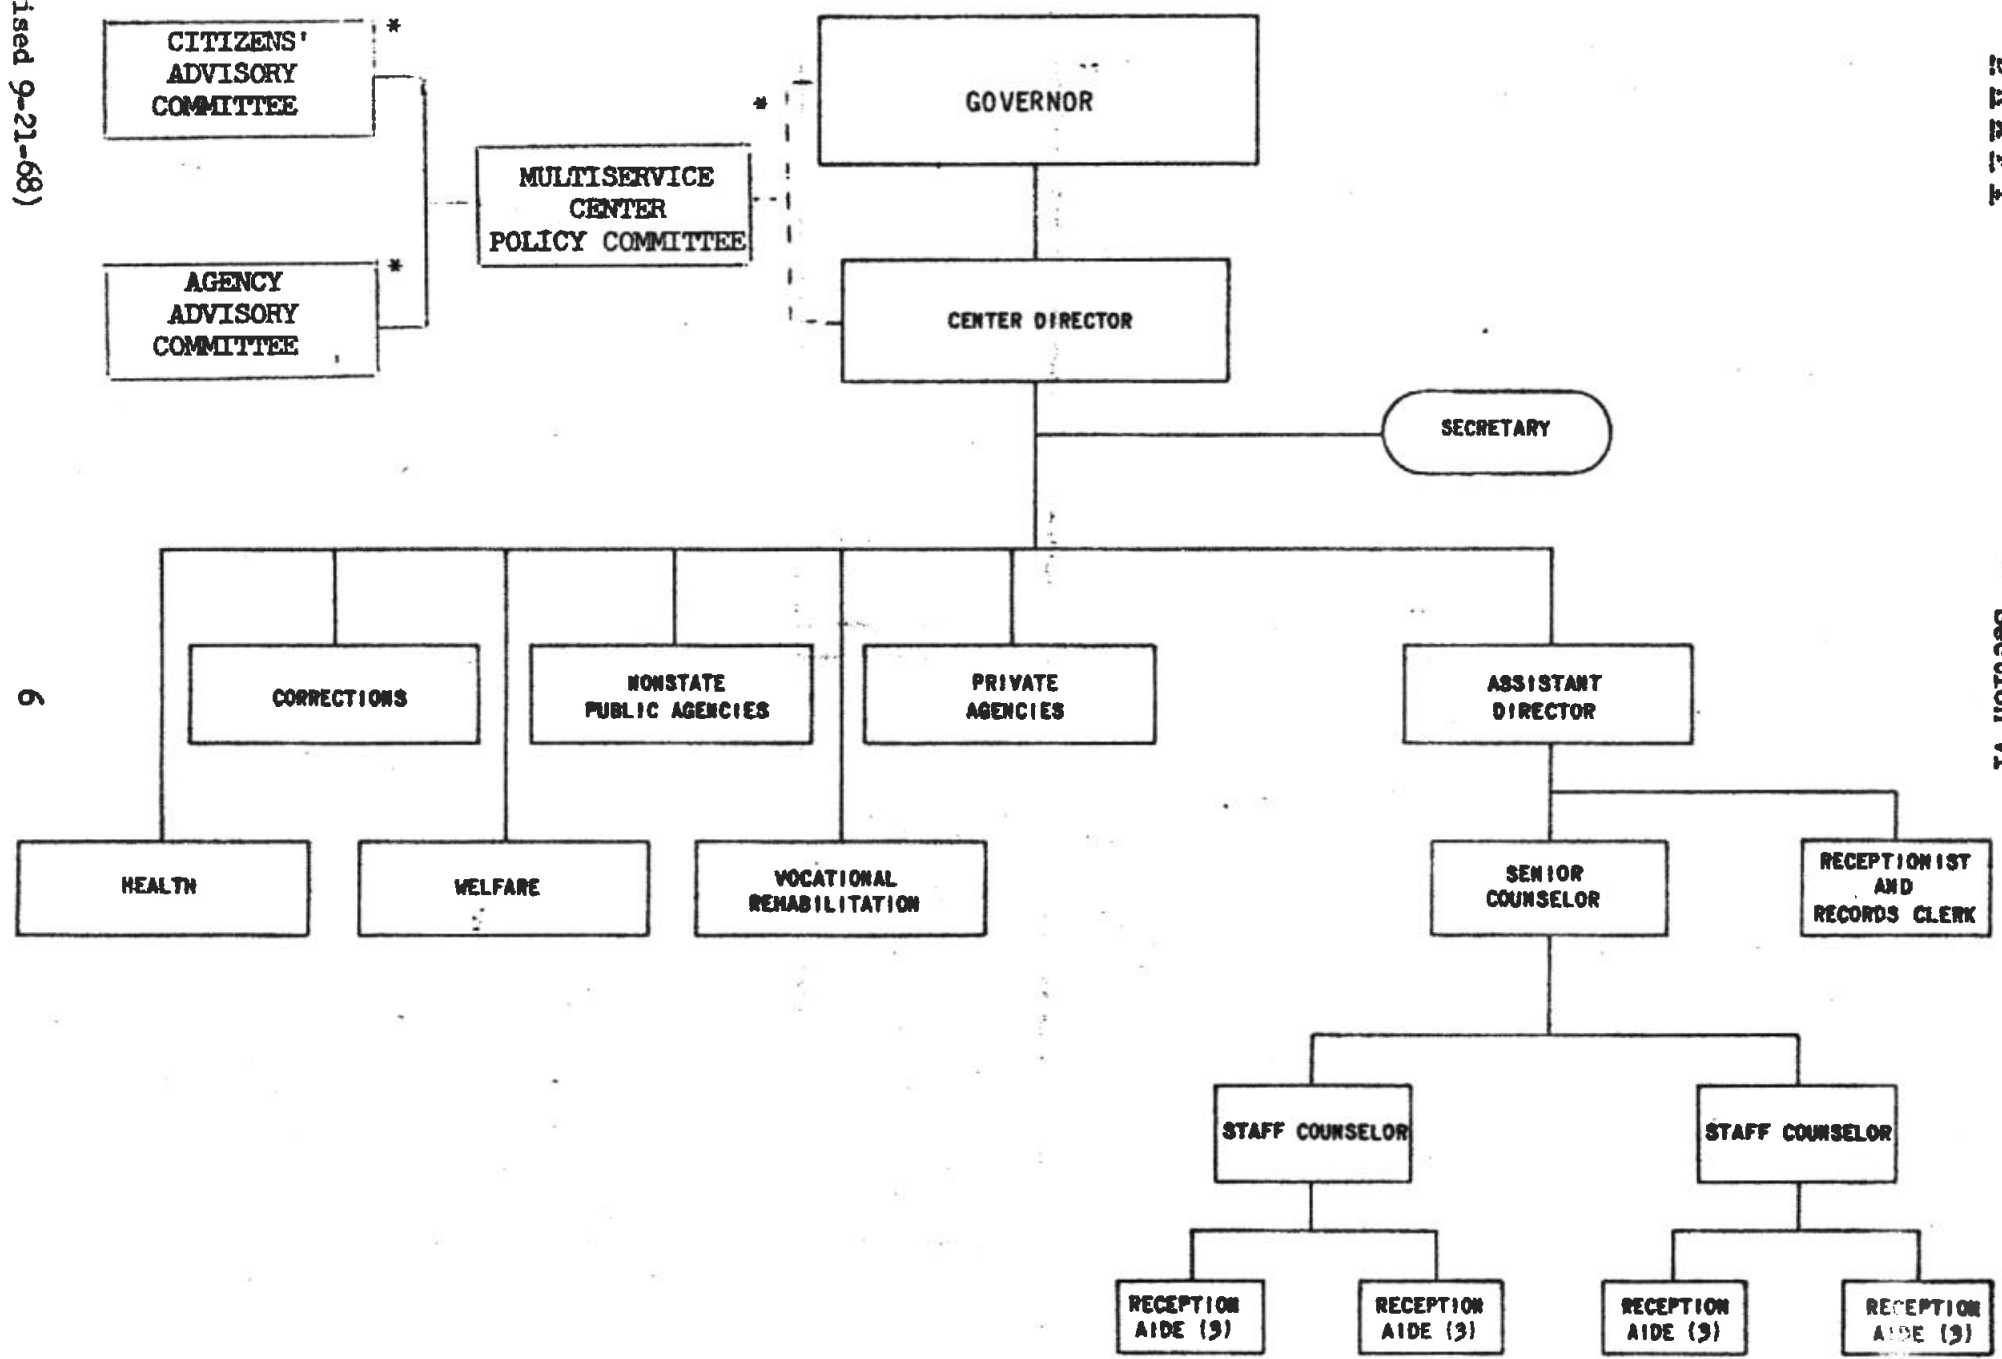 ised 9-21-68)
CITIZENS'
ADVISORY
COMMITTEE
*
*
GOVERNOR
MULTISERVICE
CENTER
POLICY COMMITTEE
AGENCY
ADVISORY
COMMITTEE
*
CENTER DIRECTOR
SECRETARY
6
CORRECTIONS
NONSTATE
PUBLIC AGENCIES
PRIVATE
AGENCIES
ASSISTANT
DIRECTOR
HEALTH
WELFARE
VOCATIONAL
REHABILITATION
SENIOR
COUNSELOR
RECEPTIONIST
AND
RECORDS CLERK
STAFF COUNSELOR
STAFF COUNSELOR
RECEPTION
AIDE (3)
RECEPTION
AIDE (3)
RECEPTION
AIDE (3)
RECEPTION
AIDE (3)